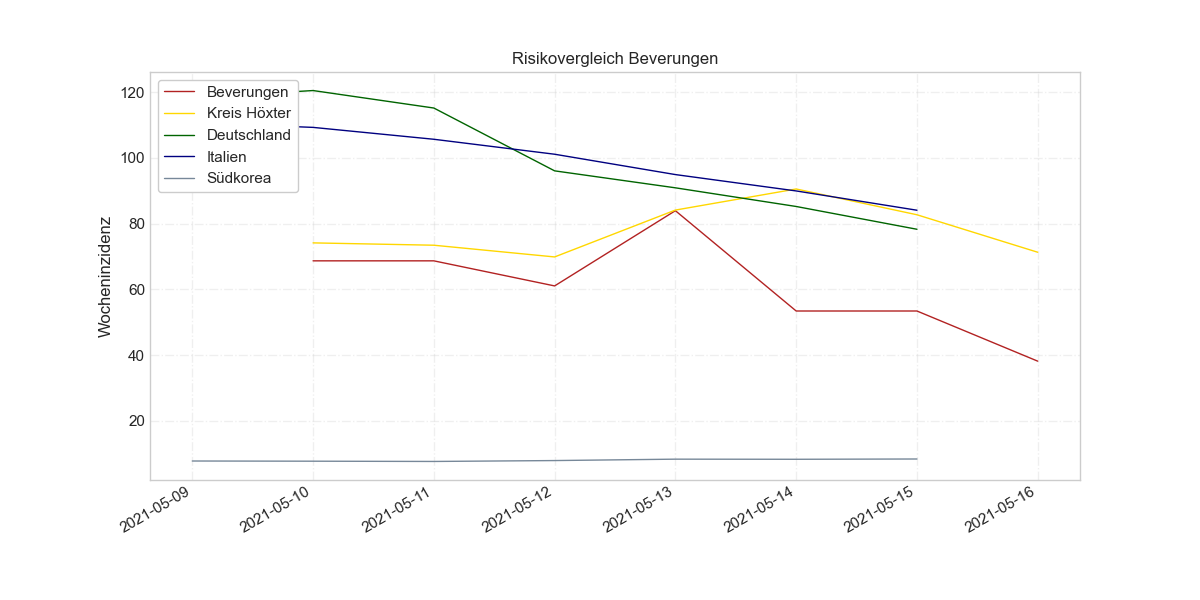 Risikovergleich Beverungen
Wocheninzidenz
120
100
80
60
40
20
Beverungen
Kreis Höxter
Deutschland
Italien
Südkorea
2021-05-09
2021-05-10
2021-05-11
2021-05-12
2021-05-13
2021-05-14
2021-05-15
2021-05-16